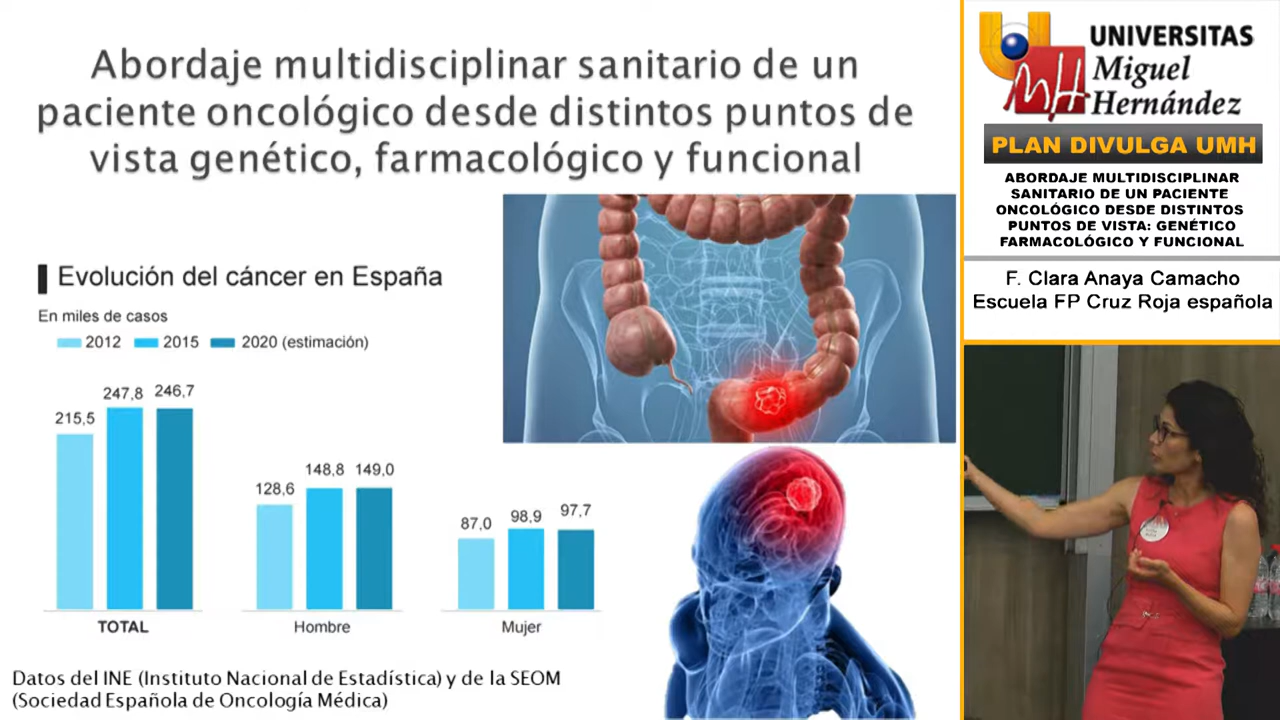 Abordaje multidisciplinar sanitario de un
paciente oncológico desde distintos puntos de
vista genético, farmacológico y funcional
Evolución del cáncer en España
En miles de casos
2012 2015 2020 (estimación)
215,5 247,8 246,7
128,6 148,8 149,0
87,0 98,9 97,7
TOTAL Hombre Mujer
Datos del INE (Instituto Nacional de Estadística) y de la SEOM
(Sociedad Española de Oncología Médica)
UNIVERSITAS
Miguel
Hernández
PLAN DIVULGA UMH
ABORDAJE MULTIDISCIPLINAR
SANITARIO DE UN PACIENTE
ONCOLÓGICO DESDE DISTINTOS
PUNTOS DE VISTA: GENÉTICO
FARMACOLÓGICO Y FUNCIONAL
F. Clara Anaya Camacho
Escuela FP Cruz Roja española